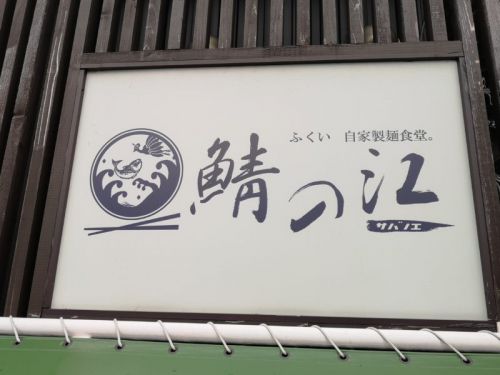 ふくい 自家製麺食堂。
鯖の江
サバノエ